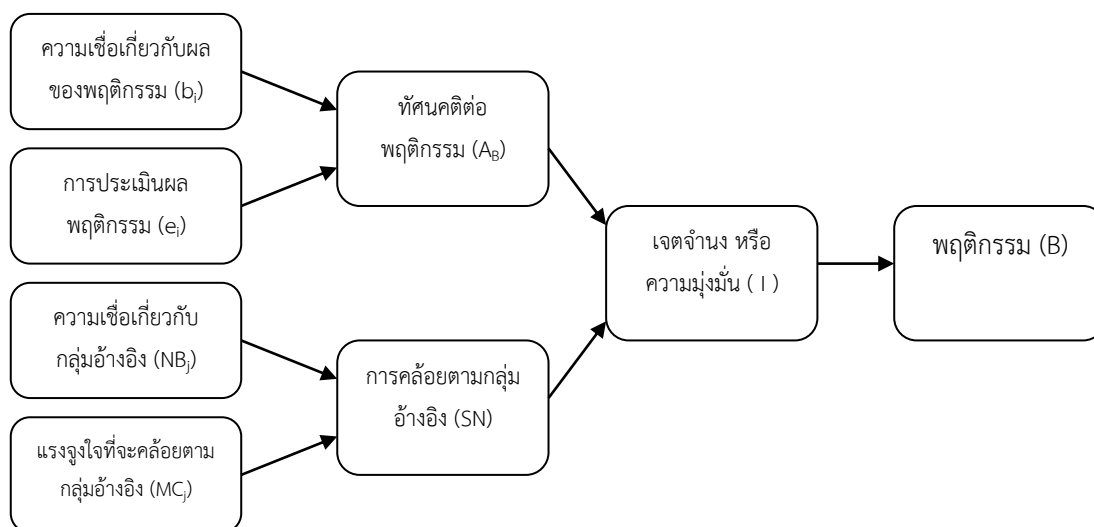 ความเชื่อเกี่ยวกับผล
ของพฤติกรรม (bi)
การประเมินผล
พฤติกรรม (ei)
ความเชื่อเกี่ยวกับ
กลุ่มอ้างอิง (NBj)
แรงจูงใจที่จะคล้อยตาม
กลุ่มอ้างอิง (MCj)
ทัศนคติต่อ
พฤติกรรม (AB)
การคล้อยตามกลุ่ม
อ้างอิง (SN)
เจตจำนง หรือ
ความมุ่งมั่น ( I )
พฤติกรรม (B)